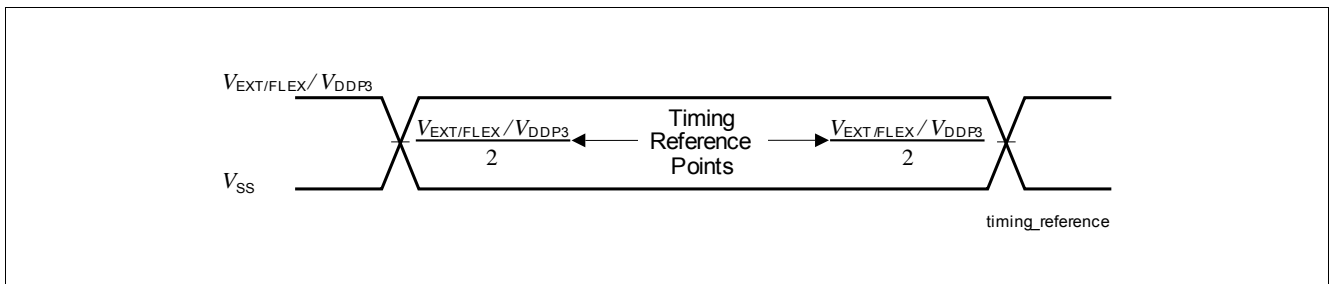 VEXT/FLEX/VDDP3
VEXT/FLEX/VDDP3
2
Timing
Reference
Points
VEXT/FLEX/VDDP3
2
VSS
timing_reference